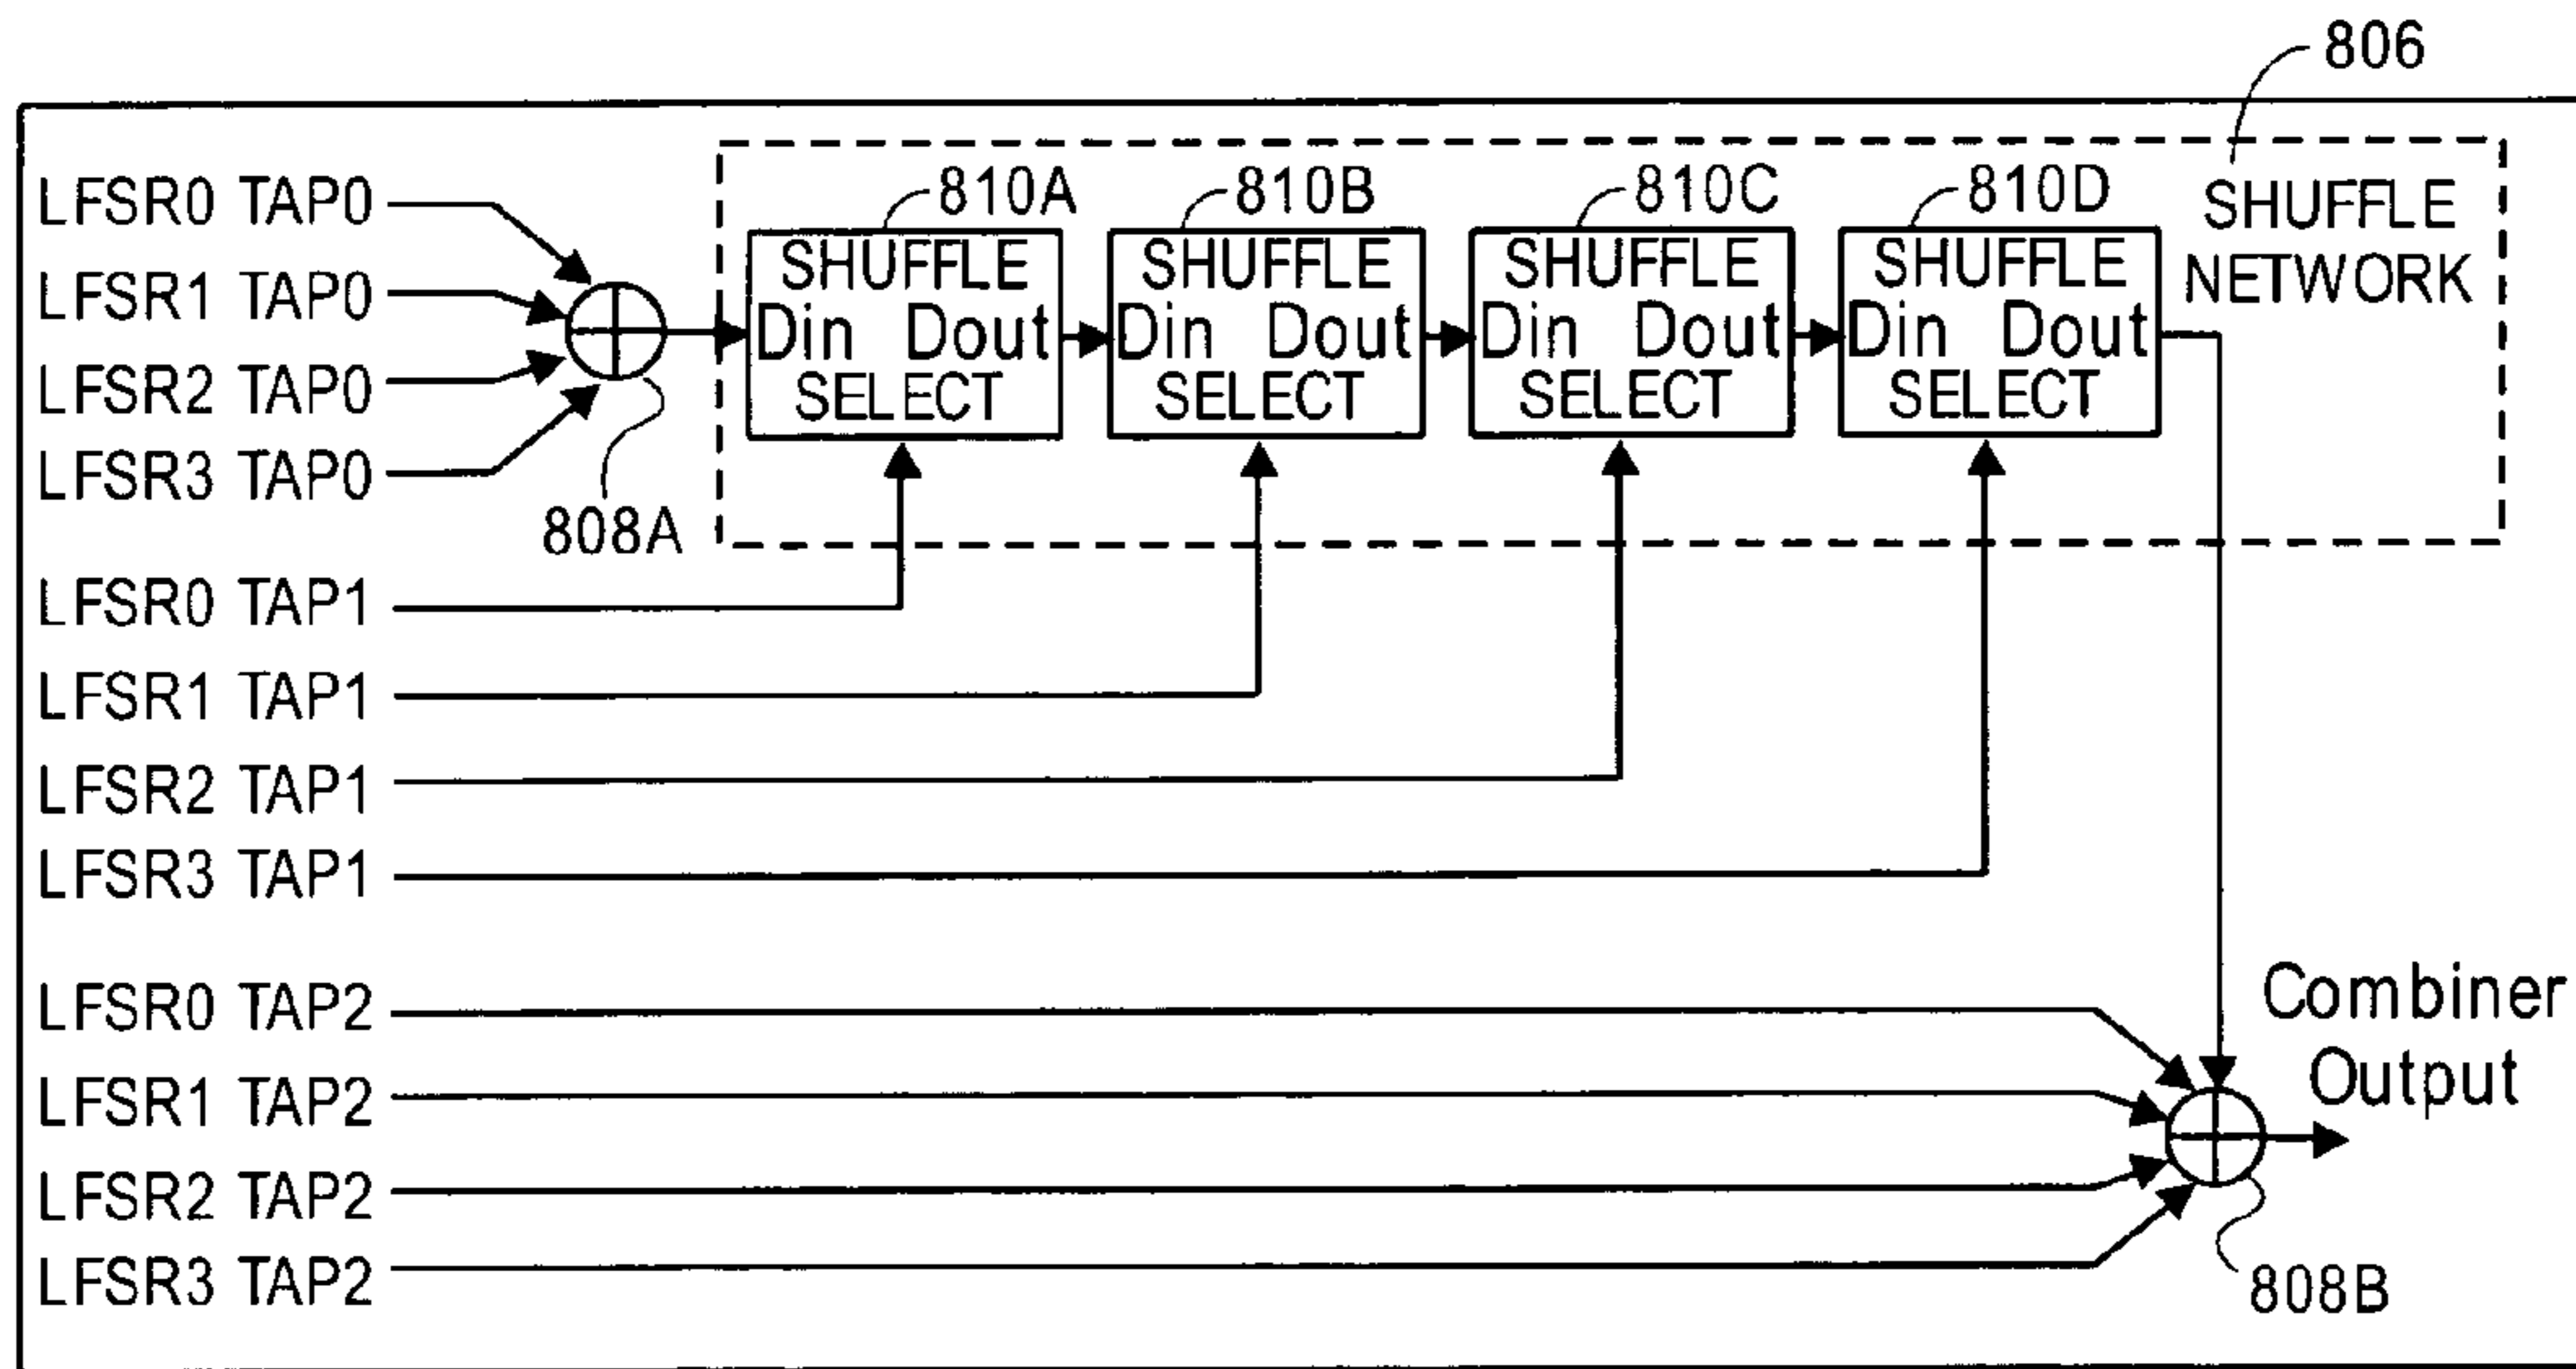 806
810A
810B
810C
810D
SHUFFLE
NETWORK
LFSR0 TAP0
LFSR1 TAP0
LFSR2 TAP0
LFSR3 TAP0
808A
SHUFFLE
Din Dout
SELECT
SHUFFLE
Din Dout
SELECT
SHUFFLE
Din Dout
SELECT
SHUFFLE
Din Dout
SELECT
LFSR0 TAP1
LFSR1 TAP1
LFSR2 TAP1
LFSR3 TAP1
LFSR0 TAP2
LFSR1 TAP2
LFSR2 TAP2
LFSR3 TAP2
Combiner
Output
808B